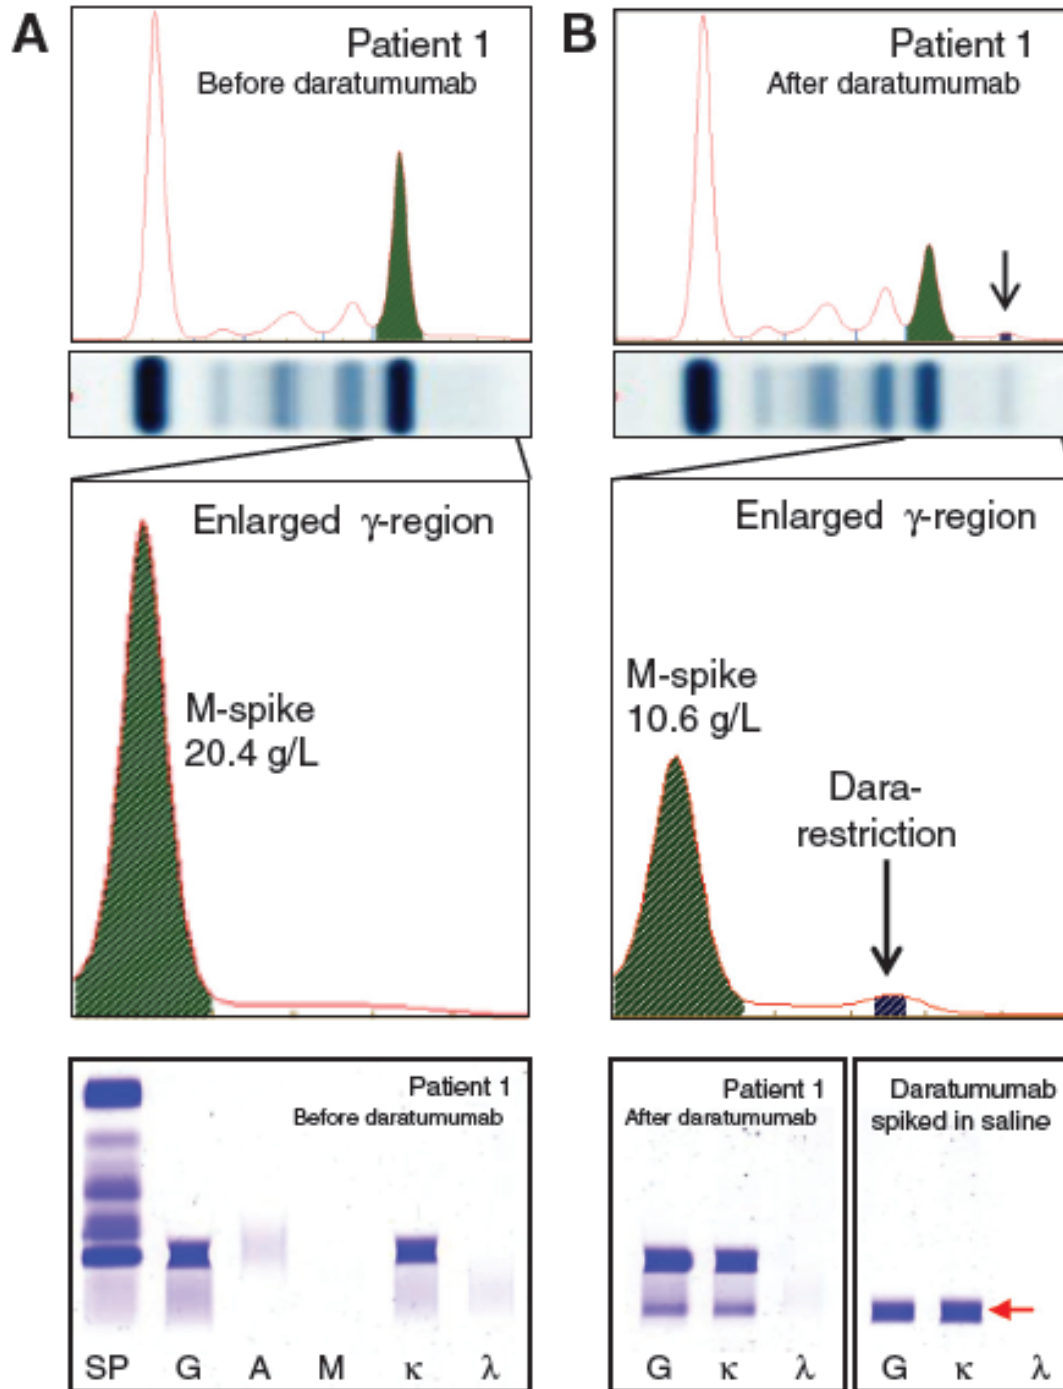 A
Patient 1
Before daratumumab
Enlarged γ-region
M-spike
20.4 g/L
Patient 1
Before daratumumab
SP G A M κ λ
B
Patient 1
After daratumumab
Enlarged γ-region
M-spike
10.6 g/L
Dara-
restriction
Patient 1
After daratumumab
G κ λ
Daratumumab
spiked in saline
G κ λ